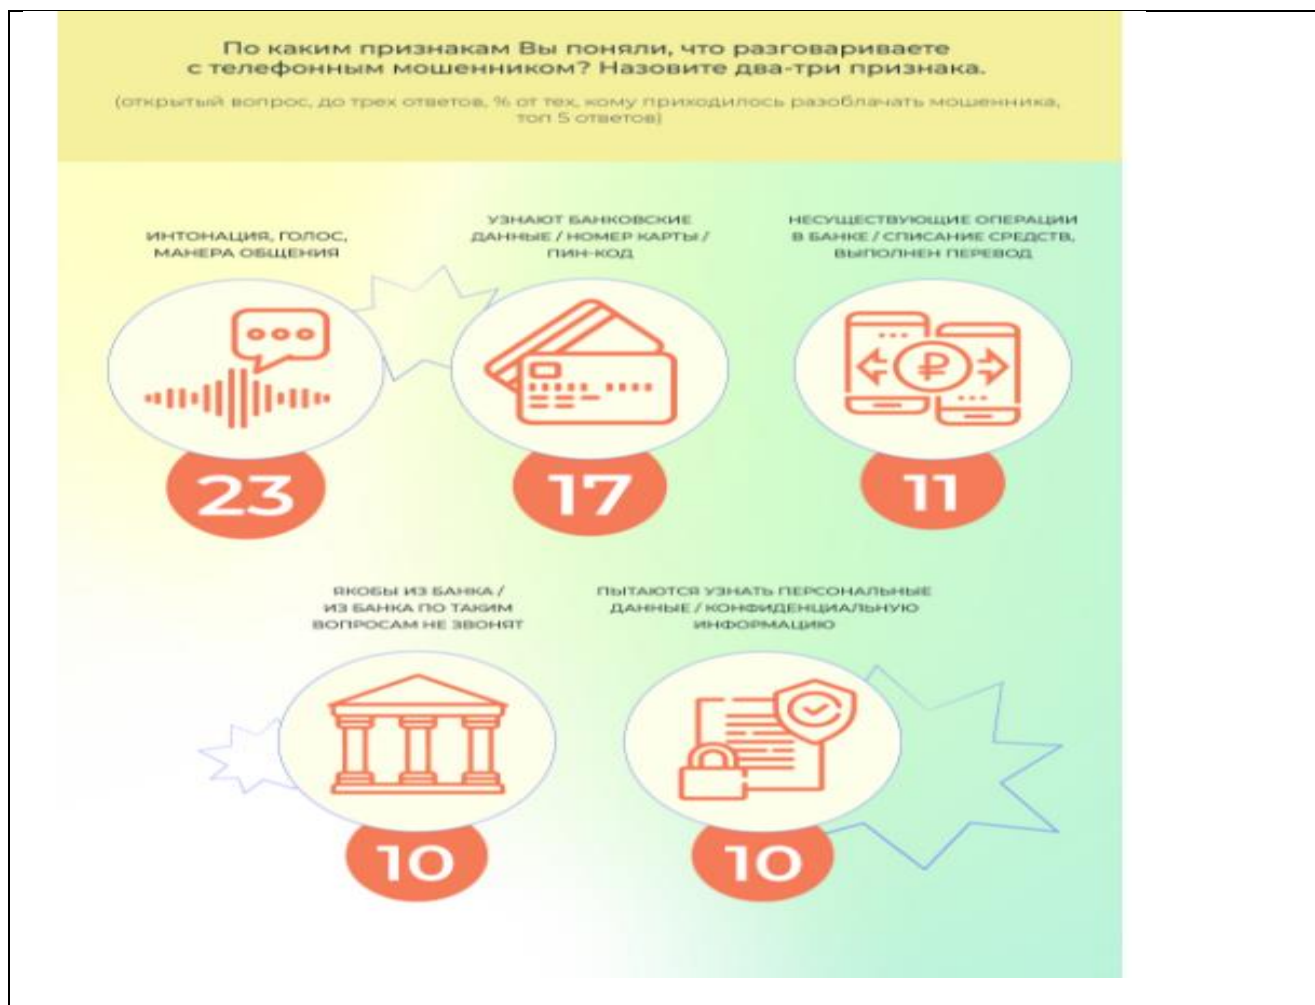 По каким признакам Вы поняли, что разговариваете
с телефонным мошенником? Назовите два-три признака.
(открытый вопрос, до трех ответов, % от тех, кому приходилось разоблачать мошенника,
топ 5 ответов)
ИНТОНАЦИЯ, ГОЛОС,
МАНЕРА ОБЩЕНИЯ
23
УЗНАЮТ БАНКОВСКИЕ
ДАННЫЕ / НОМЕР КАРТЫ /
ПИН-КОД
17
НЕСУЩЕСТВУЮЩИЕ ОПЕРАЦИИ
В БАНКЕ / СПИСАНИЕ СРЕДСТВ,
ВЫПОЛНЕН ПЕРЕВОД
₽
11
ЯКОБЫ ИЗ БАНКА /
ИЗ БАНКА ПО ТАКИМ
ВОПРОСАМ НЕ ЗВОНЯТ
10
ПЫТАЮТСЯ УЗНАТЬ ПЕРСОНАЛЬНЫЕ
ДАННЫЕ / КОНФИДЕНЦИАЛЬНУЮ
ИНФОРМАЦИЮ
10